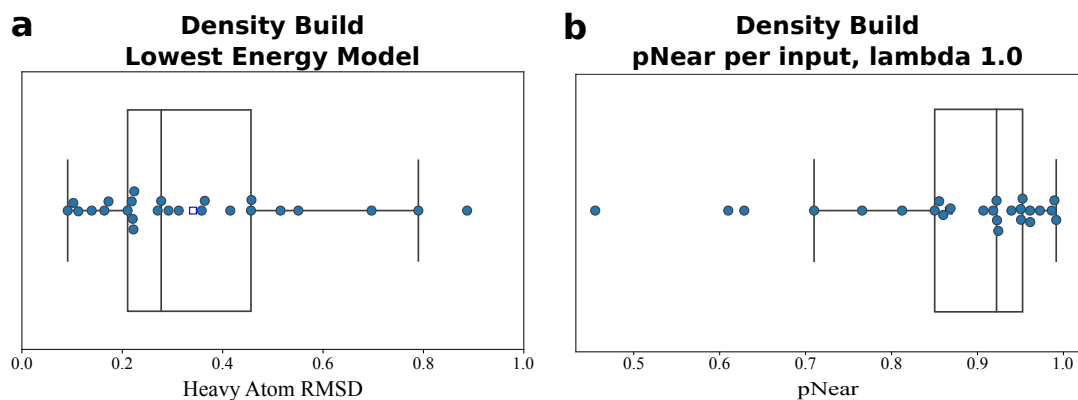 a
Density Build
Lowest Energy Model
0.0 0.2 0.4 0.6 0.8 1.0
Heavy Atom RMSD
b
Density Build
pNear per input, lambda 1.0
0.5 0.6 0.7 0.8 0.9 1.0
pNear